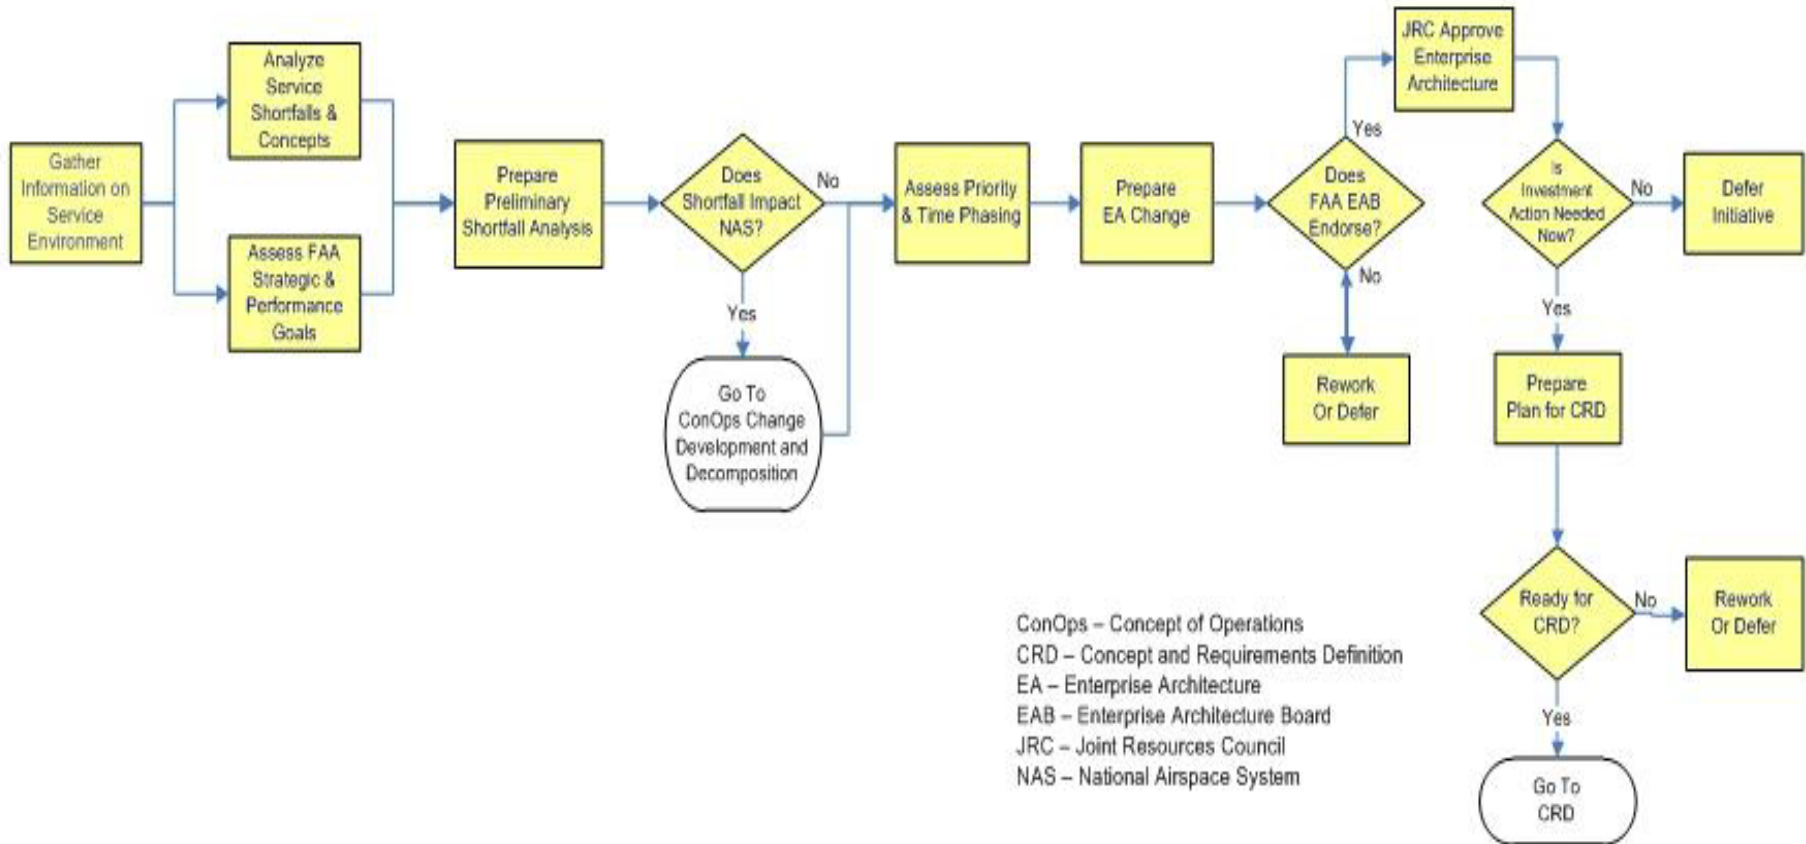 Gather
Information on
Service
Environment
Analyze
Service
Shortfalls &
Concepts
Assess FAA
Strategic &
Performance
Goals
Prepare
Preliminary
Shortfall Analysis
Does
Shortfall Impact
NAS?
No
Yes
Go To
ConOps Change
Development and
Decomposition
Assess Priority
& Time Phasing
Prepare
EA Change
Does
FAA EAB
Endorse?
Yes
No
Rework
Or Defer
JRC Approve
Enterprise
Architecture
Is
Investment
Action Needed
Now?
No
Defer
Initiative
Yes
Prepare
Plan for CRD
Ready for
CRD?
No
Rework
Or Defer
Yes
Go To
CRD
ConOps – Concept of Operations
CRD – Concept and Requirements Definition
EA – Enterprise Architecture
EAB – Enterprise Architecture Board
JRC – Joint Resources Council
NAS – National Airspace System